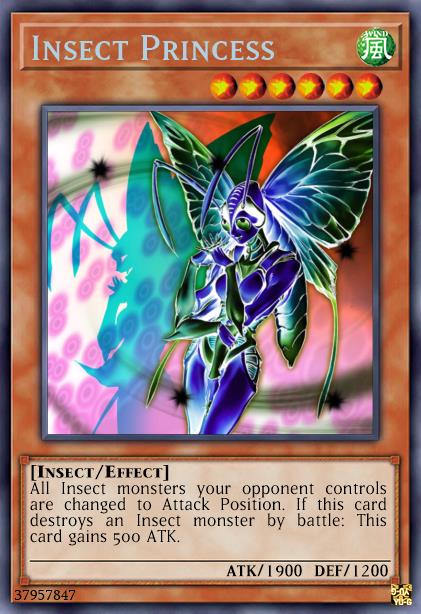 Insect Princess
WIND
風
[Insect/Effect]
All Insect monsters your opponent controls
are changed to Attack Position. If this card
destroys an Insect monster by battle: This
card gains 500 ATK.
ATK/1900 DEF/1200
37957847